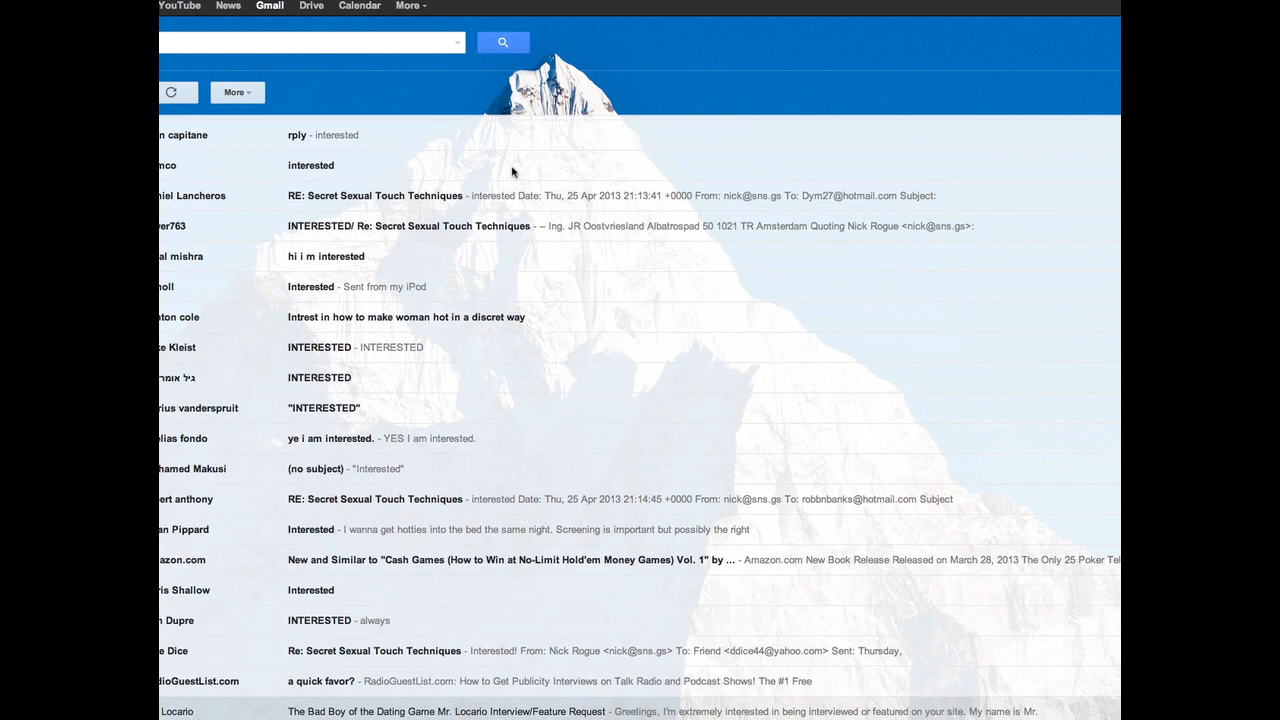 YouTube News Gmail Drive Calendar More
More
n capitane rply - interested
mco interested
niel Lancheros RE: Secret Sexual Touch Techniques - interested Date: Thu, 25 Apr 2013 21:13:41 +0000 From: nick@sns.gs To: Dym27@hotmail.com Subject:
ver763 INTERESTED/ Re: Secret Sexual Touch Techniques - -- Ing. JR Oostvriesland Albatrospad 50 1021 TR Amsterdam Quoting Nick Rogue <nick@sns.gs>:
al mishra hi i m interested
noll Interested - Sent from my iPod
nton cole Intrest in how to make woman hot in a discret way
ke Kleist INTERESTED - INTERESTED
גיל אומר INTERESTED
rius vanderspruit "INTERESTED"
elias fondo ye i am interested. - YES I am interested.
hamed Makusi (no subject) - "Interested"
bert anthony RE: Secret Sexual Touch Techniques - interested Date: Thu, 25 Apr 2013 21:14:45 +0000 From: nick@sns.gs To: robbnbanks@hotmail.com Subject
an Pippard Interested - I wanna get hotties into the bed the same night. Screening is important but possibly the right
azon.com New and Similar to "Cash Games (How to Win at No-Limit Hold'em Money Games) Vol. 1" by ... - Amazon.com New Book Release Released on March 28, 2013 The Only 25 Poker Tel
ris Shallow Interested
n Dupre INTERESTED - always
e Dice Re: Secret Sexual Touch Techniques - Interested! From: Nick Rogue <nick@sns.gs> To: Friend <ddice44@yahoo.com> Sent: Thursday,
dioGuestList.com a quick favor? - RadioGuestList.com: How to Get Publicity Interviews on Talk Radio and Podcast Shows! The #1 Free
Locario The Bad Boy of the Dating Game Mr. Locario Interview/Feature Request - Greetings, I'm extremely interested in being interviewed or featured on your site. My name is Mr.